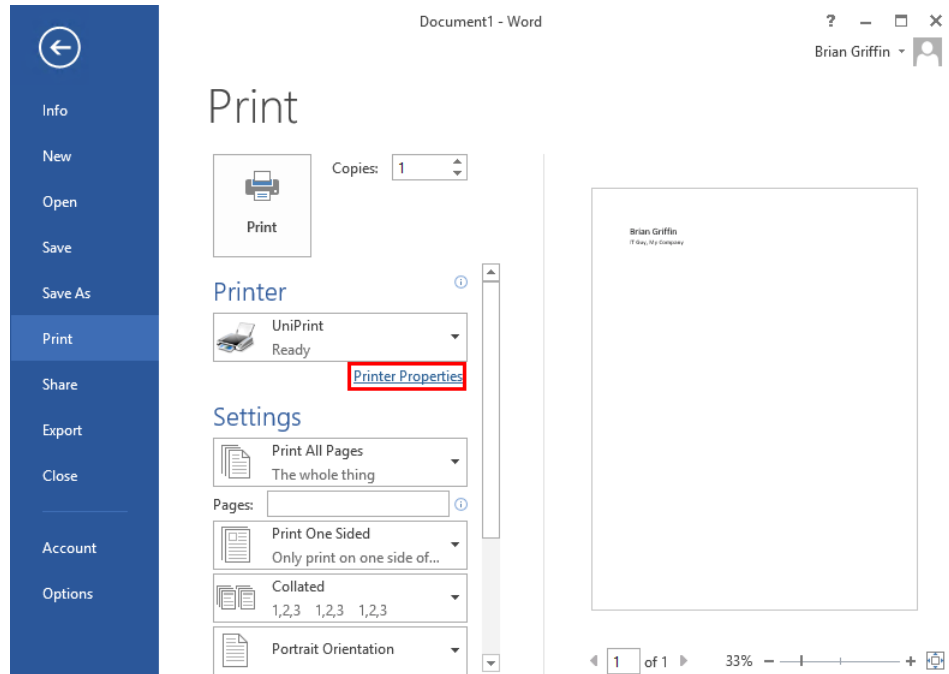 Document1 - Word
?
Brian Griffin
Info
New
Open
Save
Save As
Print
Share
Export
Close
Account
Options
Print
Copies: 1
Print
Printer
UniPrint
Ready
Printer Properties
Settings
Print All Pages
The whole thing
Pages:
Print One Sided
Only print on one side of...
Collated
1,2,3 1,2,3 1,2,3
Portrait Orientation
Brian Griffin
IT Guy, My Company
1 of 1
33%